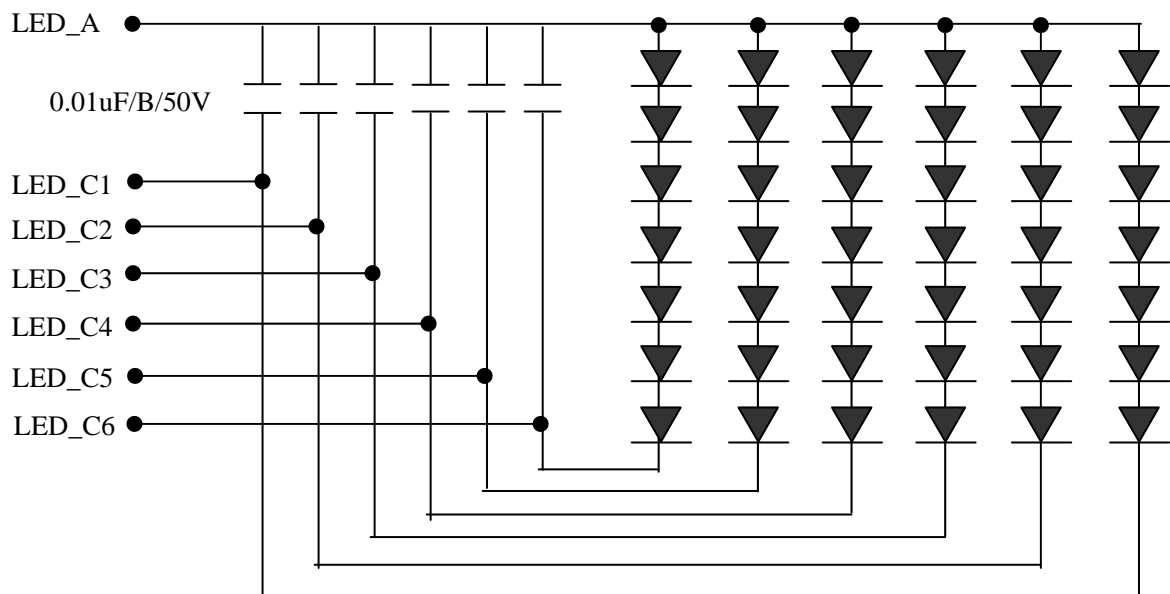 LED_A
0.01uF/B/50V
LED_C1
LED_C2
LED_C3
LED_C4
LED_C5
LED_C6